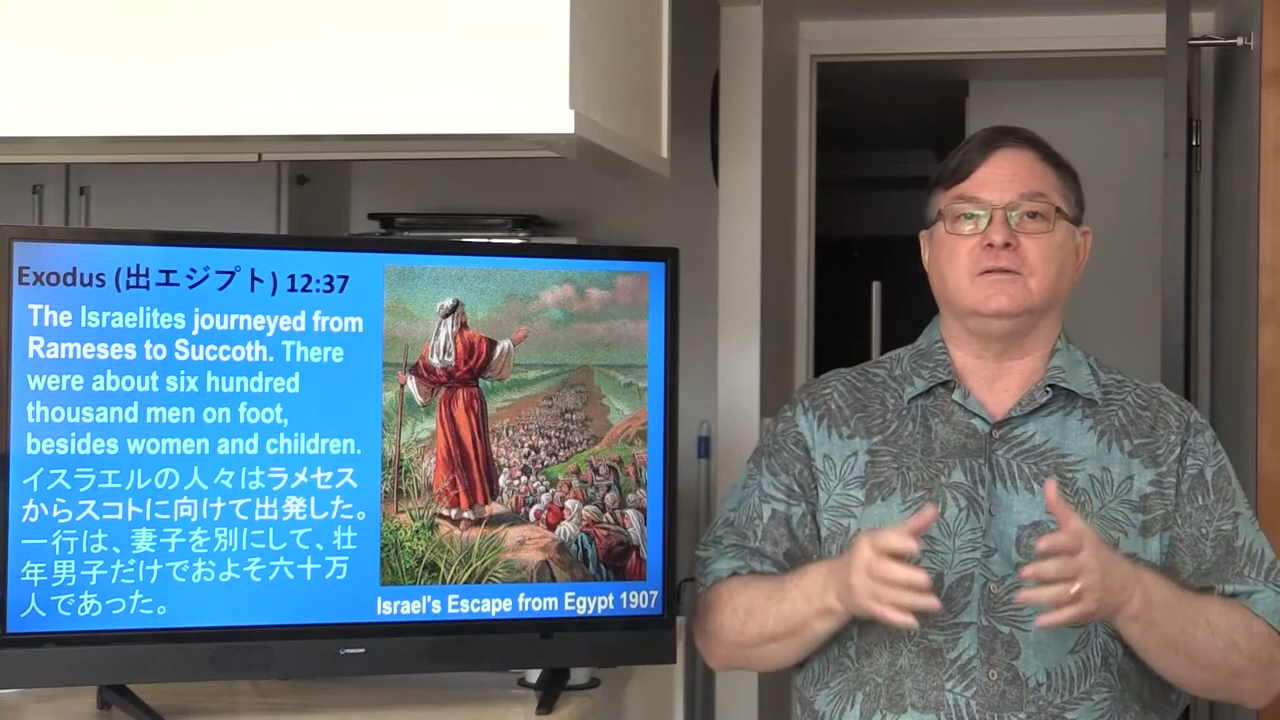 Exodus (出エジプト) 12:37
The Israelites journeyed from
Rameses to Succoth. There
were about six hundred
thousand men on foot,
besides women and children.
イスラエルの人々はラメセス
からスコトに向けて出発した。
一行は、妻子を別にして、壮
年男子だけでおよそ六十万
人であった。
Israel's Escape from Egypt 1907